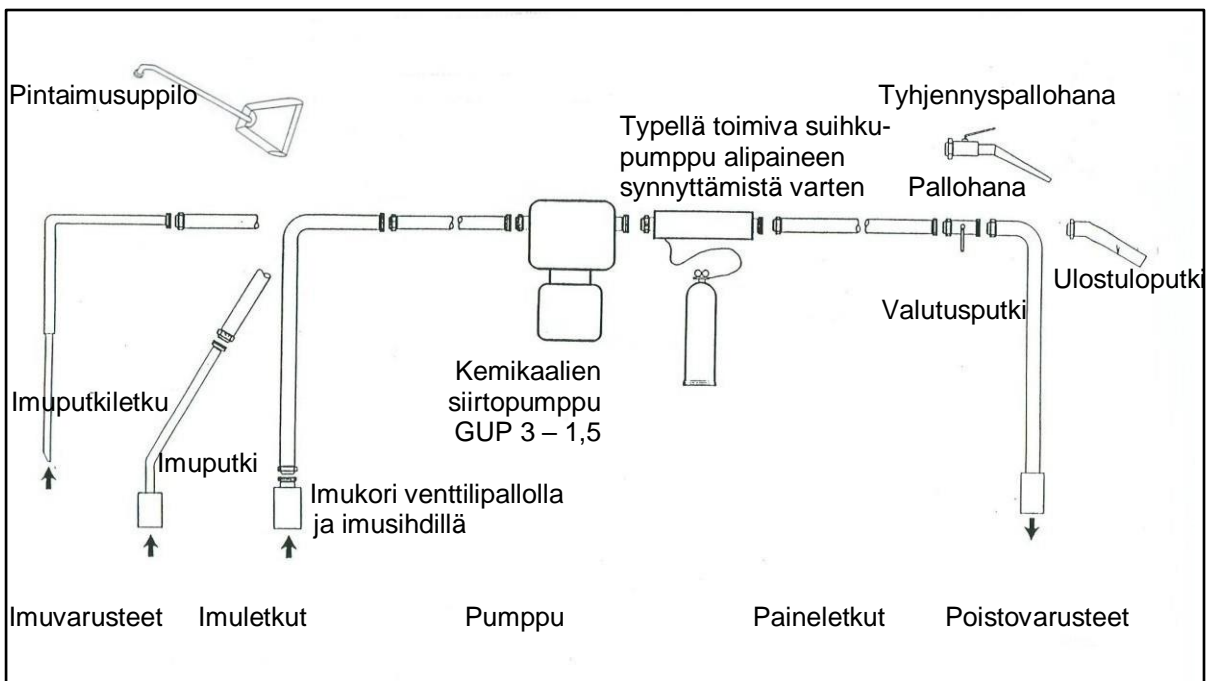 Pintaimusuppilo
Tyhjennyspallohana
Typellä toimiva suihku-
pumppu alipaineen
synnyttämistä varten
Pallohana
Ulostuloputki
Valutusputki
Kemikaalien
siirtopumppu
GUP 3 – 1,5
Imuputkiletku
Imuputki
Imukori venttilipallolla
ja imusihdillä
Imuvarusteet
Imuletkut
Pumppu
Paineletkut
Poistovarusteet